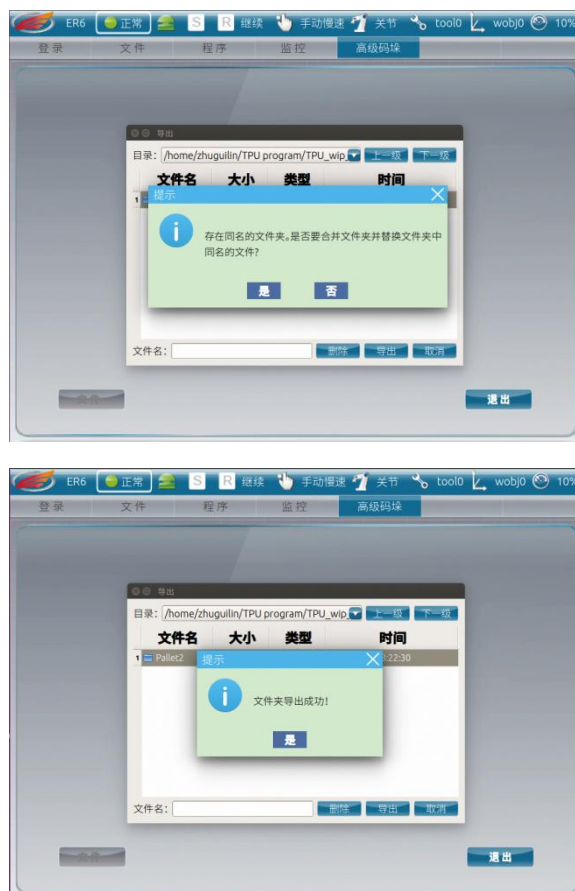 ER6 正常 S R 继续 手动慢速 关节 tool0 wobj0 10%
登录 文件 程序 监控 高级码垛
导出
目录: /home/zhuguilin/TPU program/TPU_wip_ 上一级 下一级
文件名 大小 类型 时间
1
提示
存在同名的文件夹。是否要合并文件夹并替换文件夹中
同名的文件?
是 否
文件名: 删除 导出 取消
文件 退出
ER6 正常 S R 继续 手动慢速 关节 tool0 wobj0 10%
登录 文件 程序 监控 高级码垛
导出
目录: /home/zhuguilin/TPU program/TPU_wip_ 上一级 下一级
文件名 大小 类型 时间
1 Pallet2 :22:30
提示
文件夹导出成功!
是
文件名: 删除 导出 取消
退出